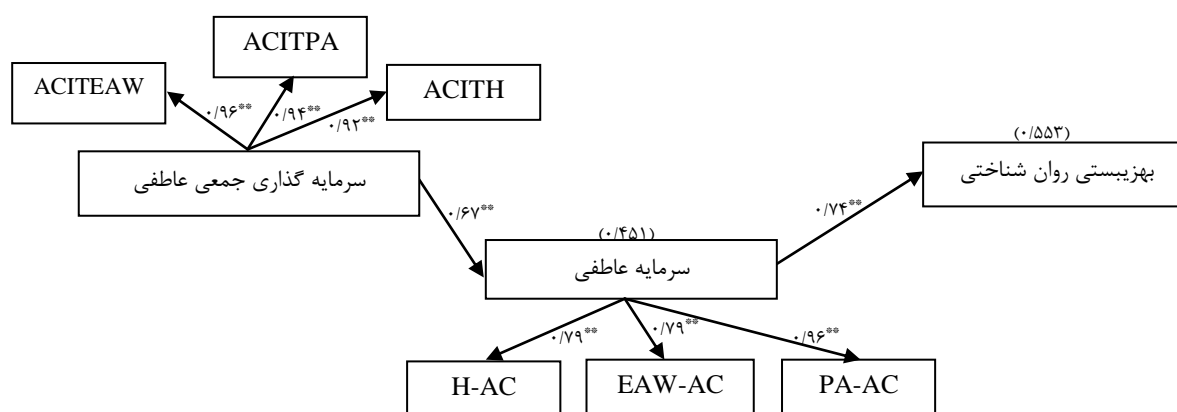 ACITPA
ACITEAW
ACITH
۰/۹۶**
۰/۹۴**
۰/۹۲**
سرمایه گذاری جمعی عاطفی
(۰/۵۵۳)
بهزیبستی روان شناختی
۰/۶۷**
۰/۷۴**
(۰/۴۵۱)
سرمایه عاطفی
۰/۷۹**
۰/۷۹**
۰/۹۶**
H-AC
EAW-AC
PA-AC